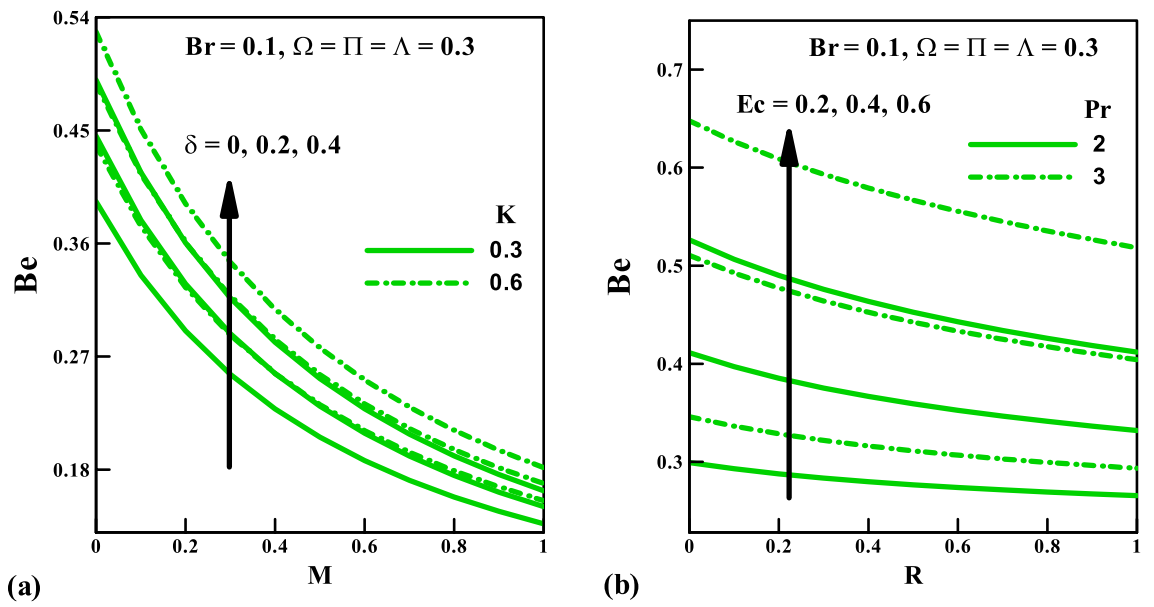 0.54
Br = 0.1, Ω = Π = Λ = 0.3
0.45
δ = 0, 0.2, 0.4
0.36
K
0.3
0.6
Be
0.27
0.18
0 0.2 0.4 0.6 0.8 1
M
(a)
Br = 0.1, Ω = Π = Λ = 0.3
0.7
Ec = 0.2, 0.4, 0.6
Pr
2
3
0.6
0.5
Be
0.4
0.3
0 0.2 0.4 0.6 0.8 1
R
(b)